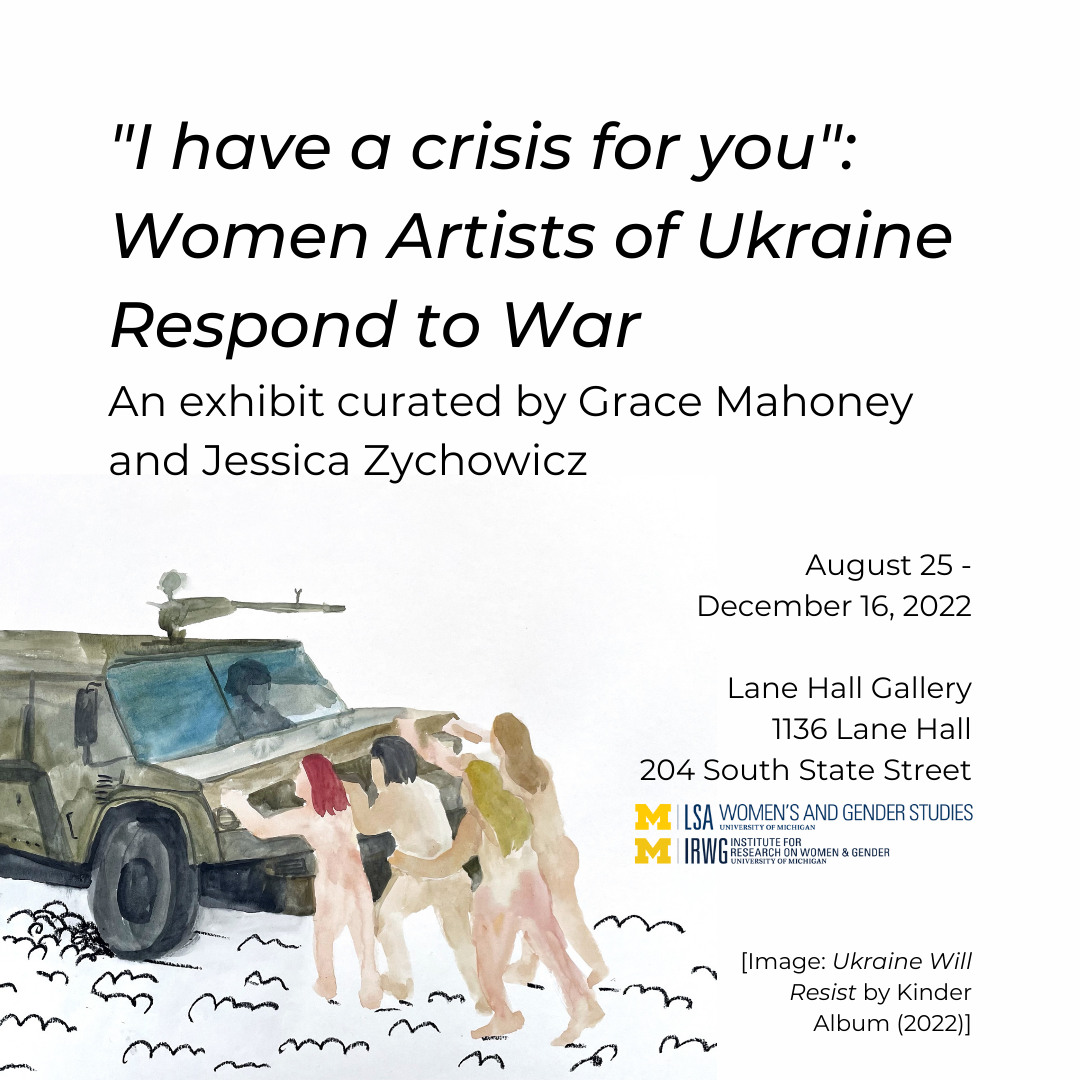 "I have a crisis for you":
Women Artists of Ukraine
Respond to War
An exhibit curated by Grace Mahoney
and Jessica Zychowicz
August 25 -
December 16, 2022
Lane Hall Gallery
1136 Lane Hall
204 South State Street
M LSA WOMEN'S AND GENDER STUDIES
UNIVERSITY OF MICHIGAN
M IRWG INSTITUTE FOR
RESEARCH ON WOMEN & GENDER
UNIVERSITY OF MICHIGAN
[Image: Ukraine Will
Resist by Kinder
Album (2022)]